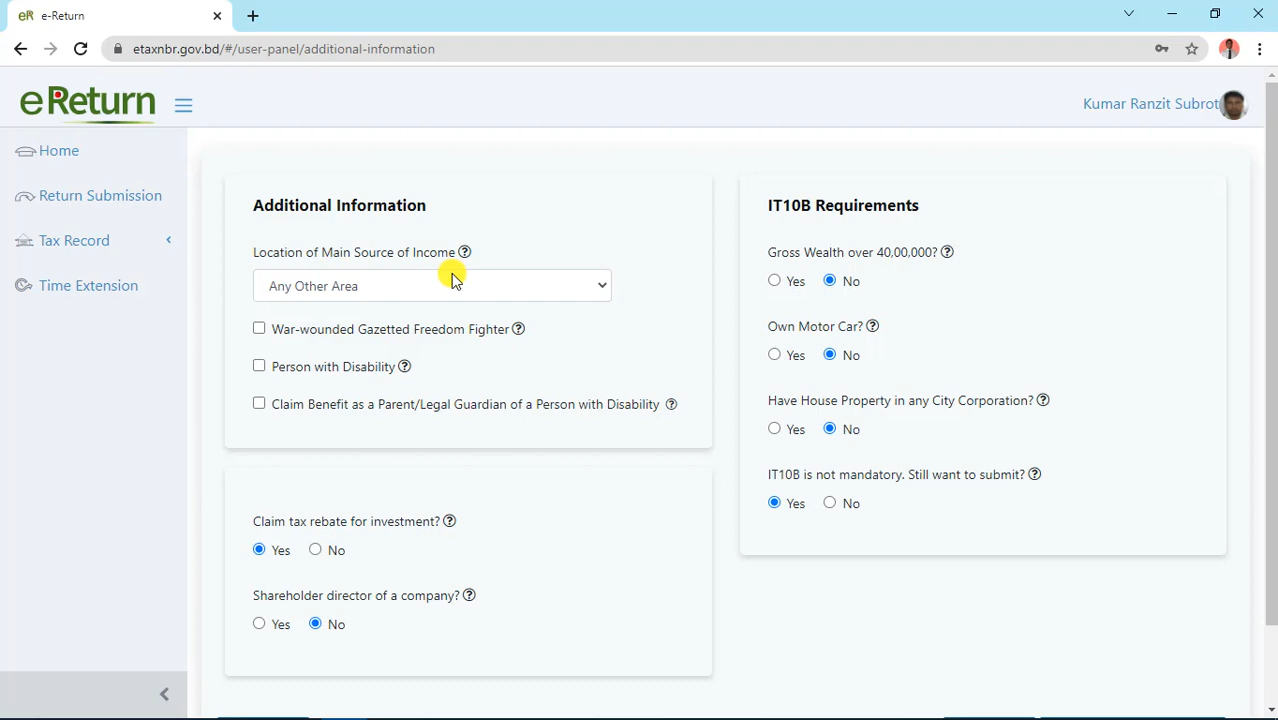 eR e-Return
etaxnbr.gov.bd/#/user-panel/additional-information
eReturn
Kumar Ranzit Subrot
Home
Return Submission
Tax Record
Time Extension
Additional Information
Location of Main Source of Income
Any Other Area
War-wounded Gazetted Freedom Fighter
Person with Disability
Claim Benefit as a Parent/Legal Guardian of a Person with Disability
Claim tax rebate for investment?
Yes No
Shareholder director of a company?
Yes No
IT10B Requirements
Gross Wealth over 40,00,000?
Yes No
Own Motor Car?
Yes No
Have House Property in any City Corporation?
Yes No
IT10B is not mandatory. Still want to submit?
Yes No